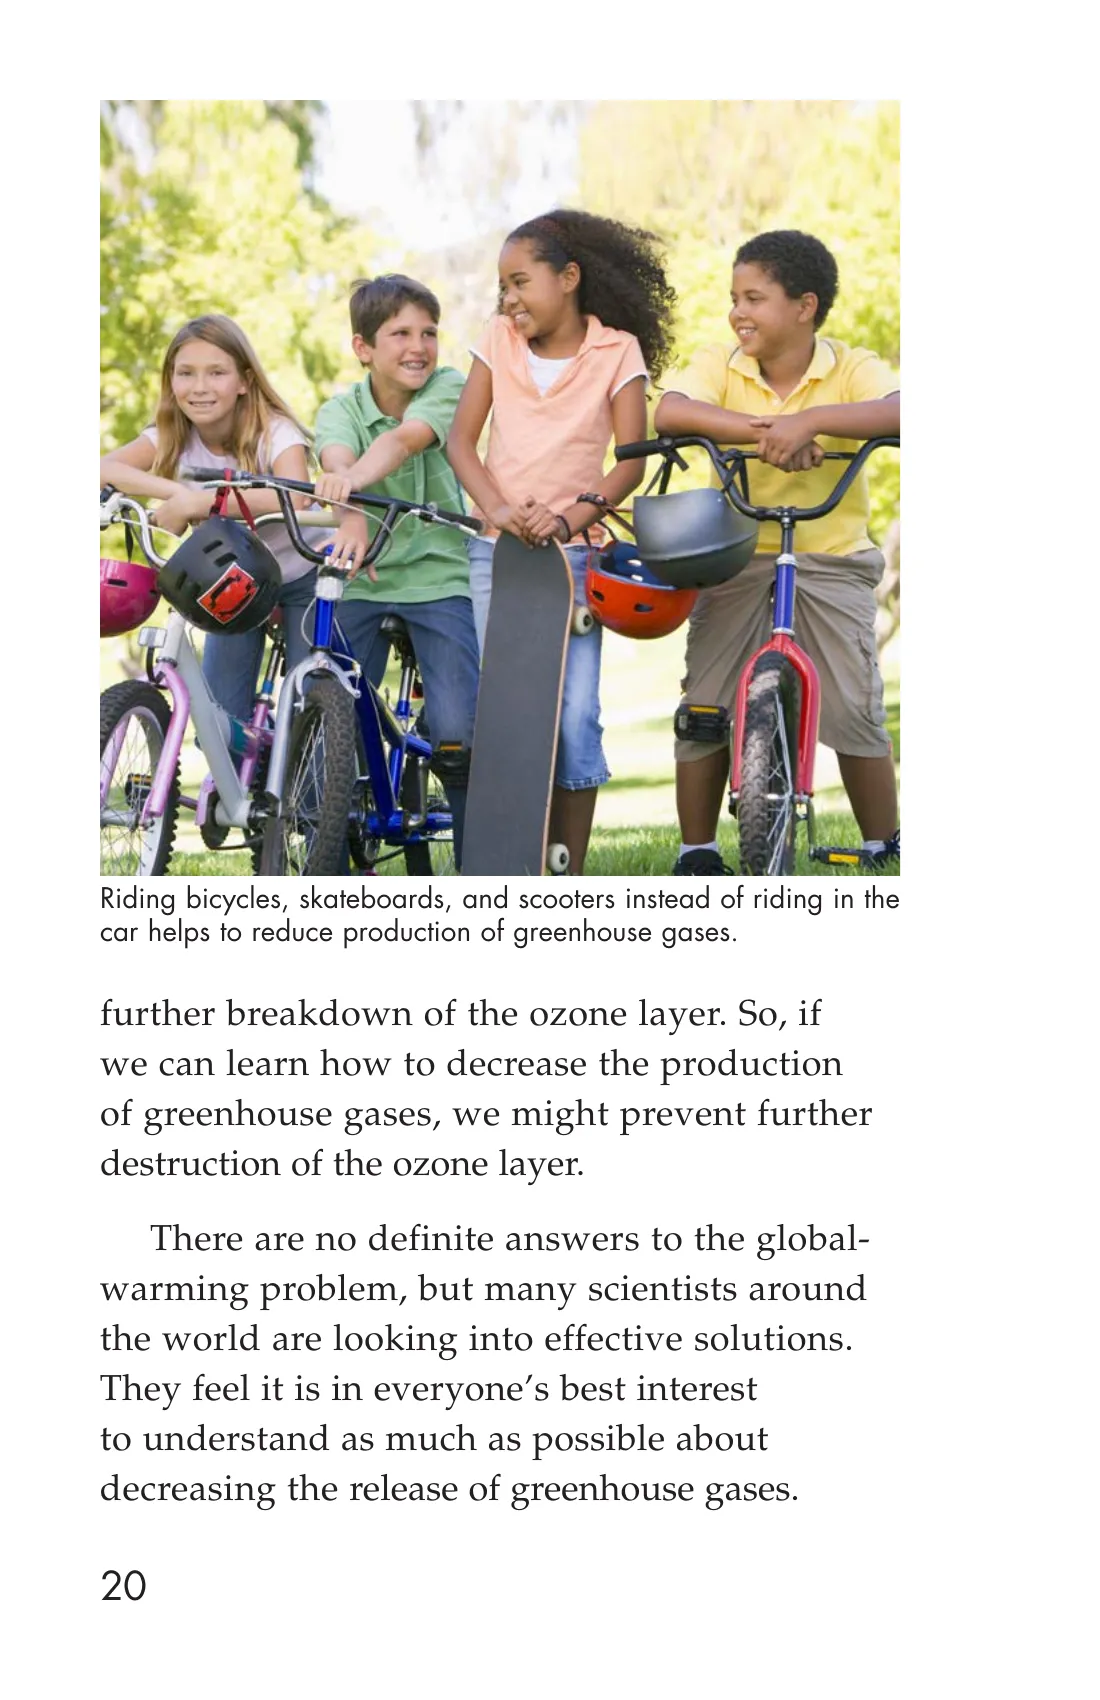 Riding bicycles, skateboards, and scooters instead of riding in the
car helps to reduce production of greenhouse gases.
further breakdown of the ozone layer. So, if
we can learn how to decrease the production
of greenhouse gases, we might prevent further
destruction of the ozone layer.
There are no definite answers to the global-
warming problem, but many scientists around
the world are looking into effective solutions.
They feel it is in everyone’s best interest
to understand as much as possible about
decreasing the release of greenhouse gases.
20